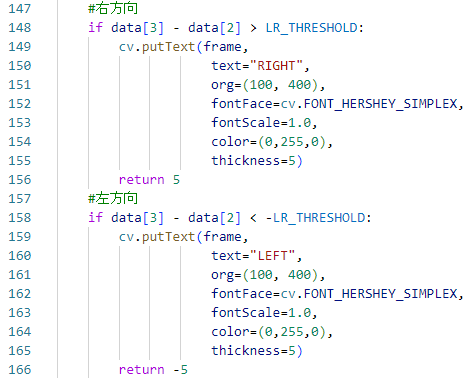 147 #右方向
148 if data[3] - data[2] > LR_THRESHOLD:
149 cv.putText(frame,
150 text="RIGHT",
151 org=(100, 400),
152 fontFace=cv.FONT_HERSHEY_SIMPLEX,
153 fontScale=1.0,
154 color=(0,255,0),
155 thickness=5)
156 return 5
157 #左方向
158 if data[3] - data[2] < -LR_THRESHOLD:
159 cv.putText(frame,
160 text="LEFT",
161 org=(100, 400),
162 fontFace=cv.FONT_HERSHEY_SIMPLEX,
163 fontScale=1.0,
164 color=(0,255,0),
165 thickness=5)
166 return -5